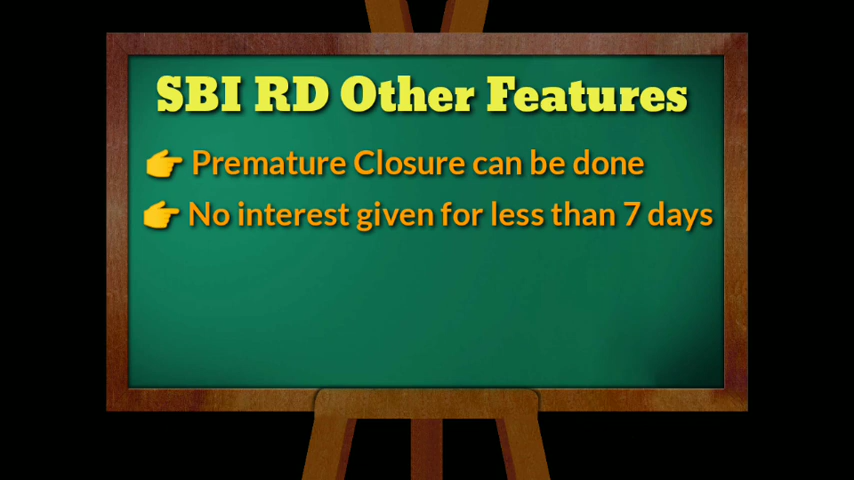 SBI RD Other Features
👉 Premature Closure can be done
👉 No interest given for less than 7 days